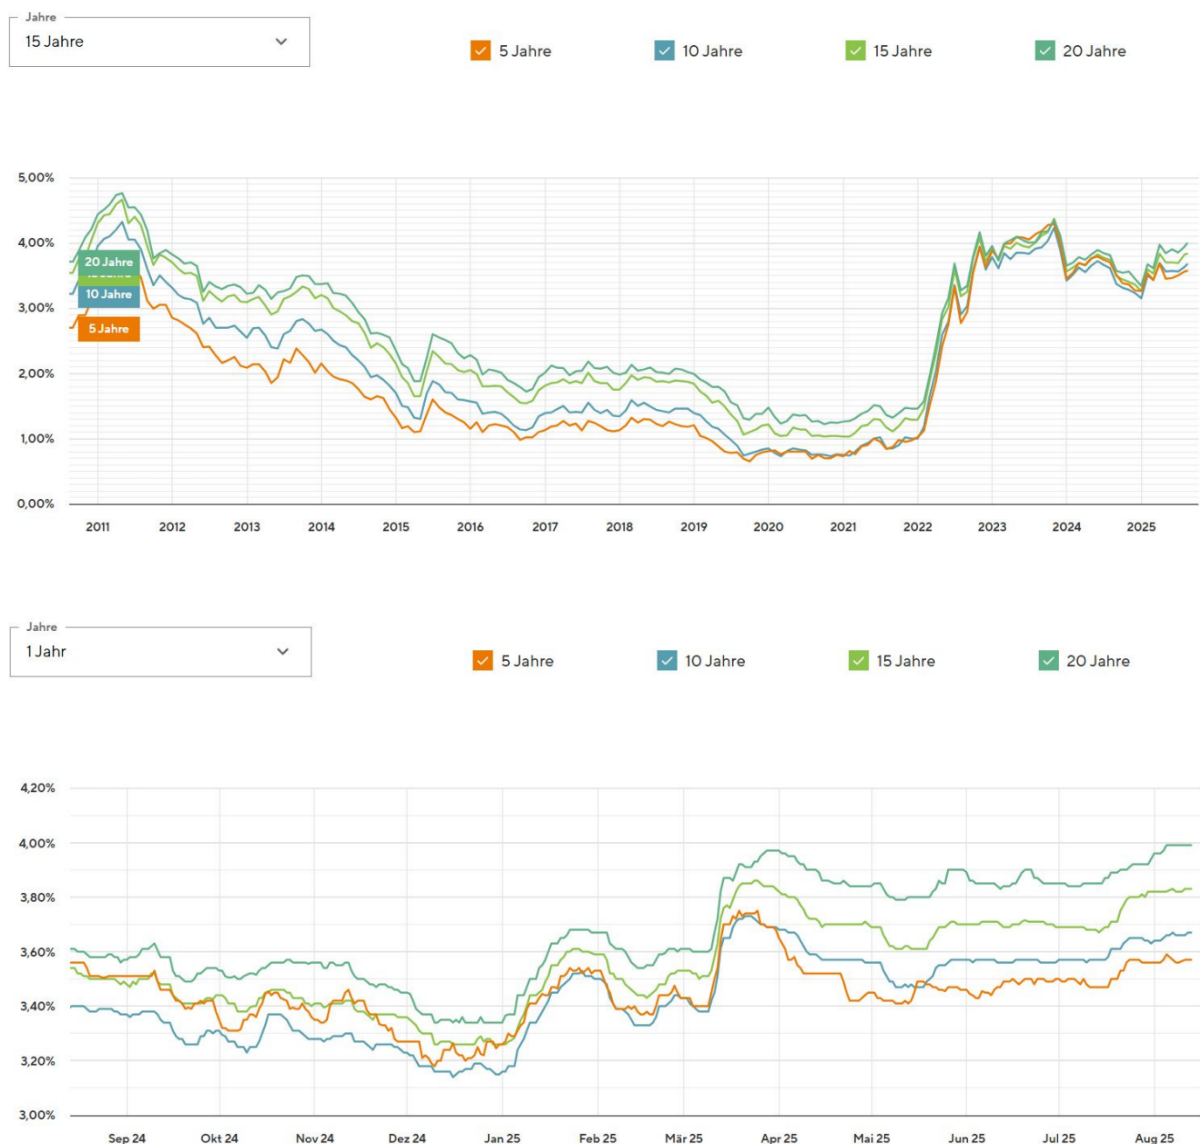 Jahre
15 Jahre
5 Jahre
10 Jahre
15 Jahre
20 Jahre
5,00%
4,00%
20 Jahre
10 Jahre
3,00%
5 Jahre
2,00%
1,00%
0,00%
2011 2012 2013 2014 2015 2016 2017 2018 2019 2020 2021 2022 2023 2024 2025
Jahre
1 Jahr
5 Jahre
10 Jahre
15 Jahre
20 Jahre
4,20%
4,00%
3,80%
3,60%
3,40%
3,20%
3,00%
Sep 24 Okt 24 Nov 24 Dez 24 Jan 25 Feb 25 Mär 25 Apr 25 Mai 25 Jun 25 Jul 25 Aug 25